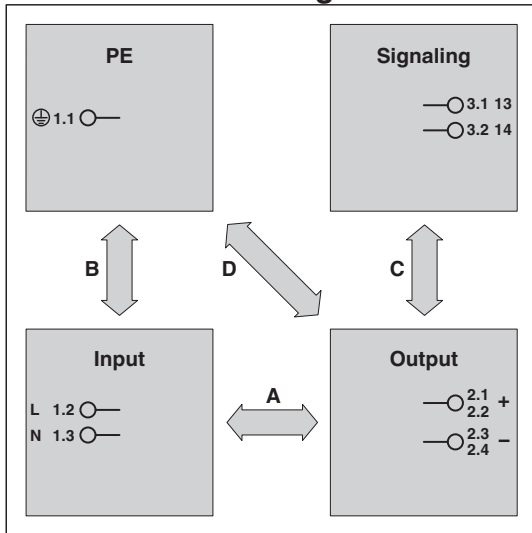 PE
Signaling
1.1
3.1 13
3.2 14
B
D
C
Input
Output
A
L 1.2
N 1.3
2.1
2.2 +
2.3
2.4 –